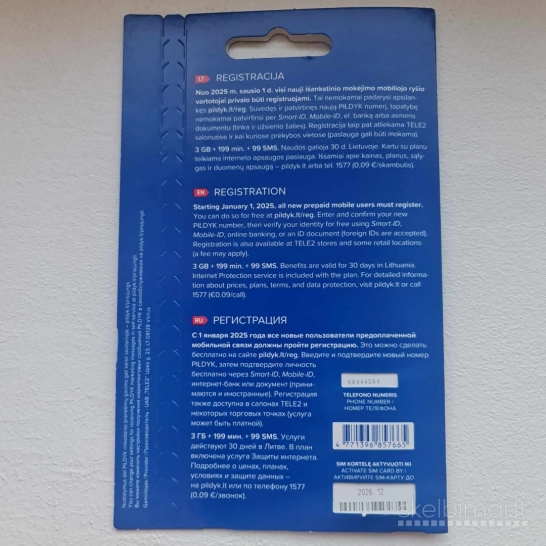 LT REGISTRACIJA
Nuo 2025 m. sausio 1 d. visi nauji išankstinio mokėjimo mobiliojo ryšio
vartotojai privalo būti registruojami. Tai nemokamai padarysi apsilan-
kęs pildyk.lt/reg. Suvedęs ir patvirtinęs naują PILDYK numerį, tapatybę
nemokamai patvirtinsi per Smart-ID, Mobile-ID, el. banką arba asmens
dokumentu (tinka ir užsienio šalies). Registracija taip pat atliekama TELE2
salonuose ir kai kuriose prekybos vietose (paslauga gali būti mokama).
3 GB + 199 min. + 99 SMS. Naudos galioja 30 d. Lietuvoje. Kartu su planu
teikiama interneto apsaugos paslauga. Išsamiai apie kainas, planus, sąly-
gas ir duomenų apsaugą – pildyk.lt arba tel. 1577 (0,09 €/skambutis).
EN REGISTRATION
Starting January 1, 2025, all new prepaid mobile users must register.
You can do so for free at pildyk.lt/reg. Enter and confirm your new
PILDYK number, then verify your identity for free using Smart-ID,
Mobile-ID, online banking, or an ID document (foreign IDs are accepted).
Registration is also available at TELE2 stores and some retail locations
(a fee may apply).
3 GB + 199 min. + 99 SMS. Benefits are valid for 30 days in Lithuania.
Internet Protection service is included with the plan. For detailed informa-
tion about prices, plans, terms, and data protection, visit pildyk.lt or call
1577 (€0.09/call).
RU РЕГИСТРАЦИЯ
С 1 января 2025 года все новые пользователи предоплаченной
мобильной связи должны пройти регистрацию. Это можно сделать
бесплатно на сайте pildyk.lt/reg. Введите и подтвердите новый номер
PILDYK, затем подтвердите личность
бесплатно через Smart-ID, Mobile-ID,
интернет-банк или документ (прини-
маются и иностранные). Регистрация
также доступна в салонах TELE2 и
некоторых торговых точках (услуга
может быть платной).
3 ГБ + 199 мин. + 99 SMS. Услуги
действуют 30 дней в Литве. В план
включена услуга Защиты интернета.
Подробнее о ценах, планах,
условиях и защите данных –
на pildyk.lt или по телефону 1577
(0,09 €/звонок).
TELEFONO NUMERIS
PHONE NUMBER /
НОМЕР ТЕЛЕФОНА
4 771396 857665
SIM KORTELĘ AKTYVUOTI IKI
ACTIVATE SIM CARD BY /
АКТИВИРУЙТЕ SIM-КАРТУ ДО
2026 12
skelbimai.lt